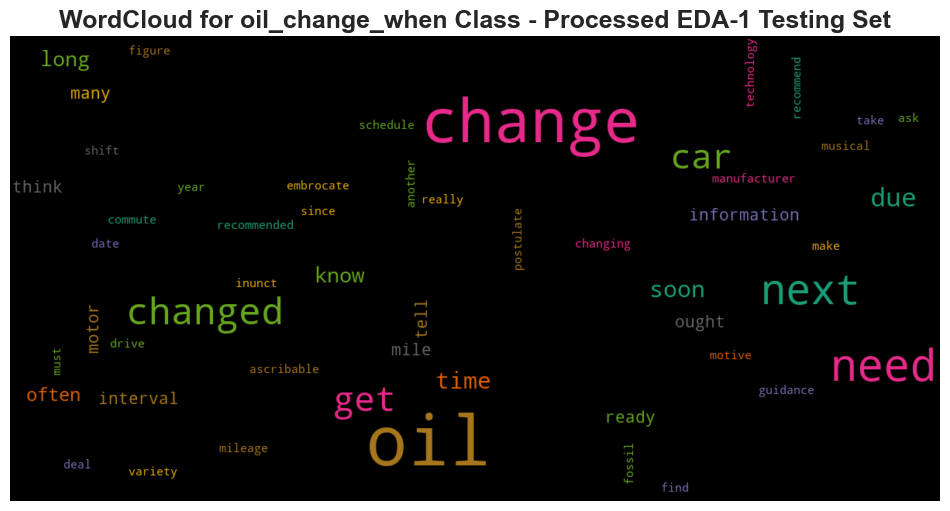 WordCloud for oil_change_when Class - Processed EDA-1 Testing Set
long
figure
many
technology
recommend
change
schedule
take
ask
shift
car
musical
think
year
embrocate
another
really
manufacturer
due
commute
recommended
since
postulate
information
date
changing
make
inunct
know
soon
next
changed
motor
tell
ought
must
drive
mile
motive
need
ascribable
time
often
interval
get
guidance
oil
ready
mileage
deal
variety
fossil
find